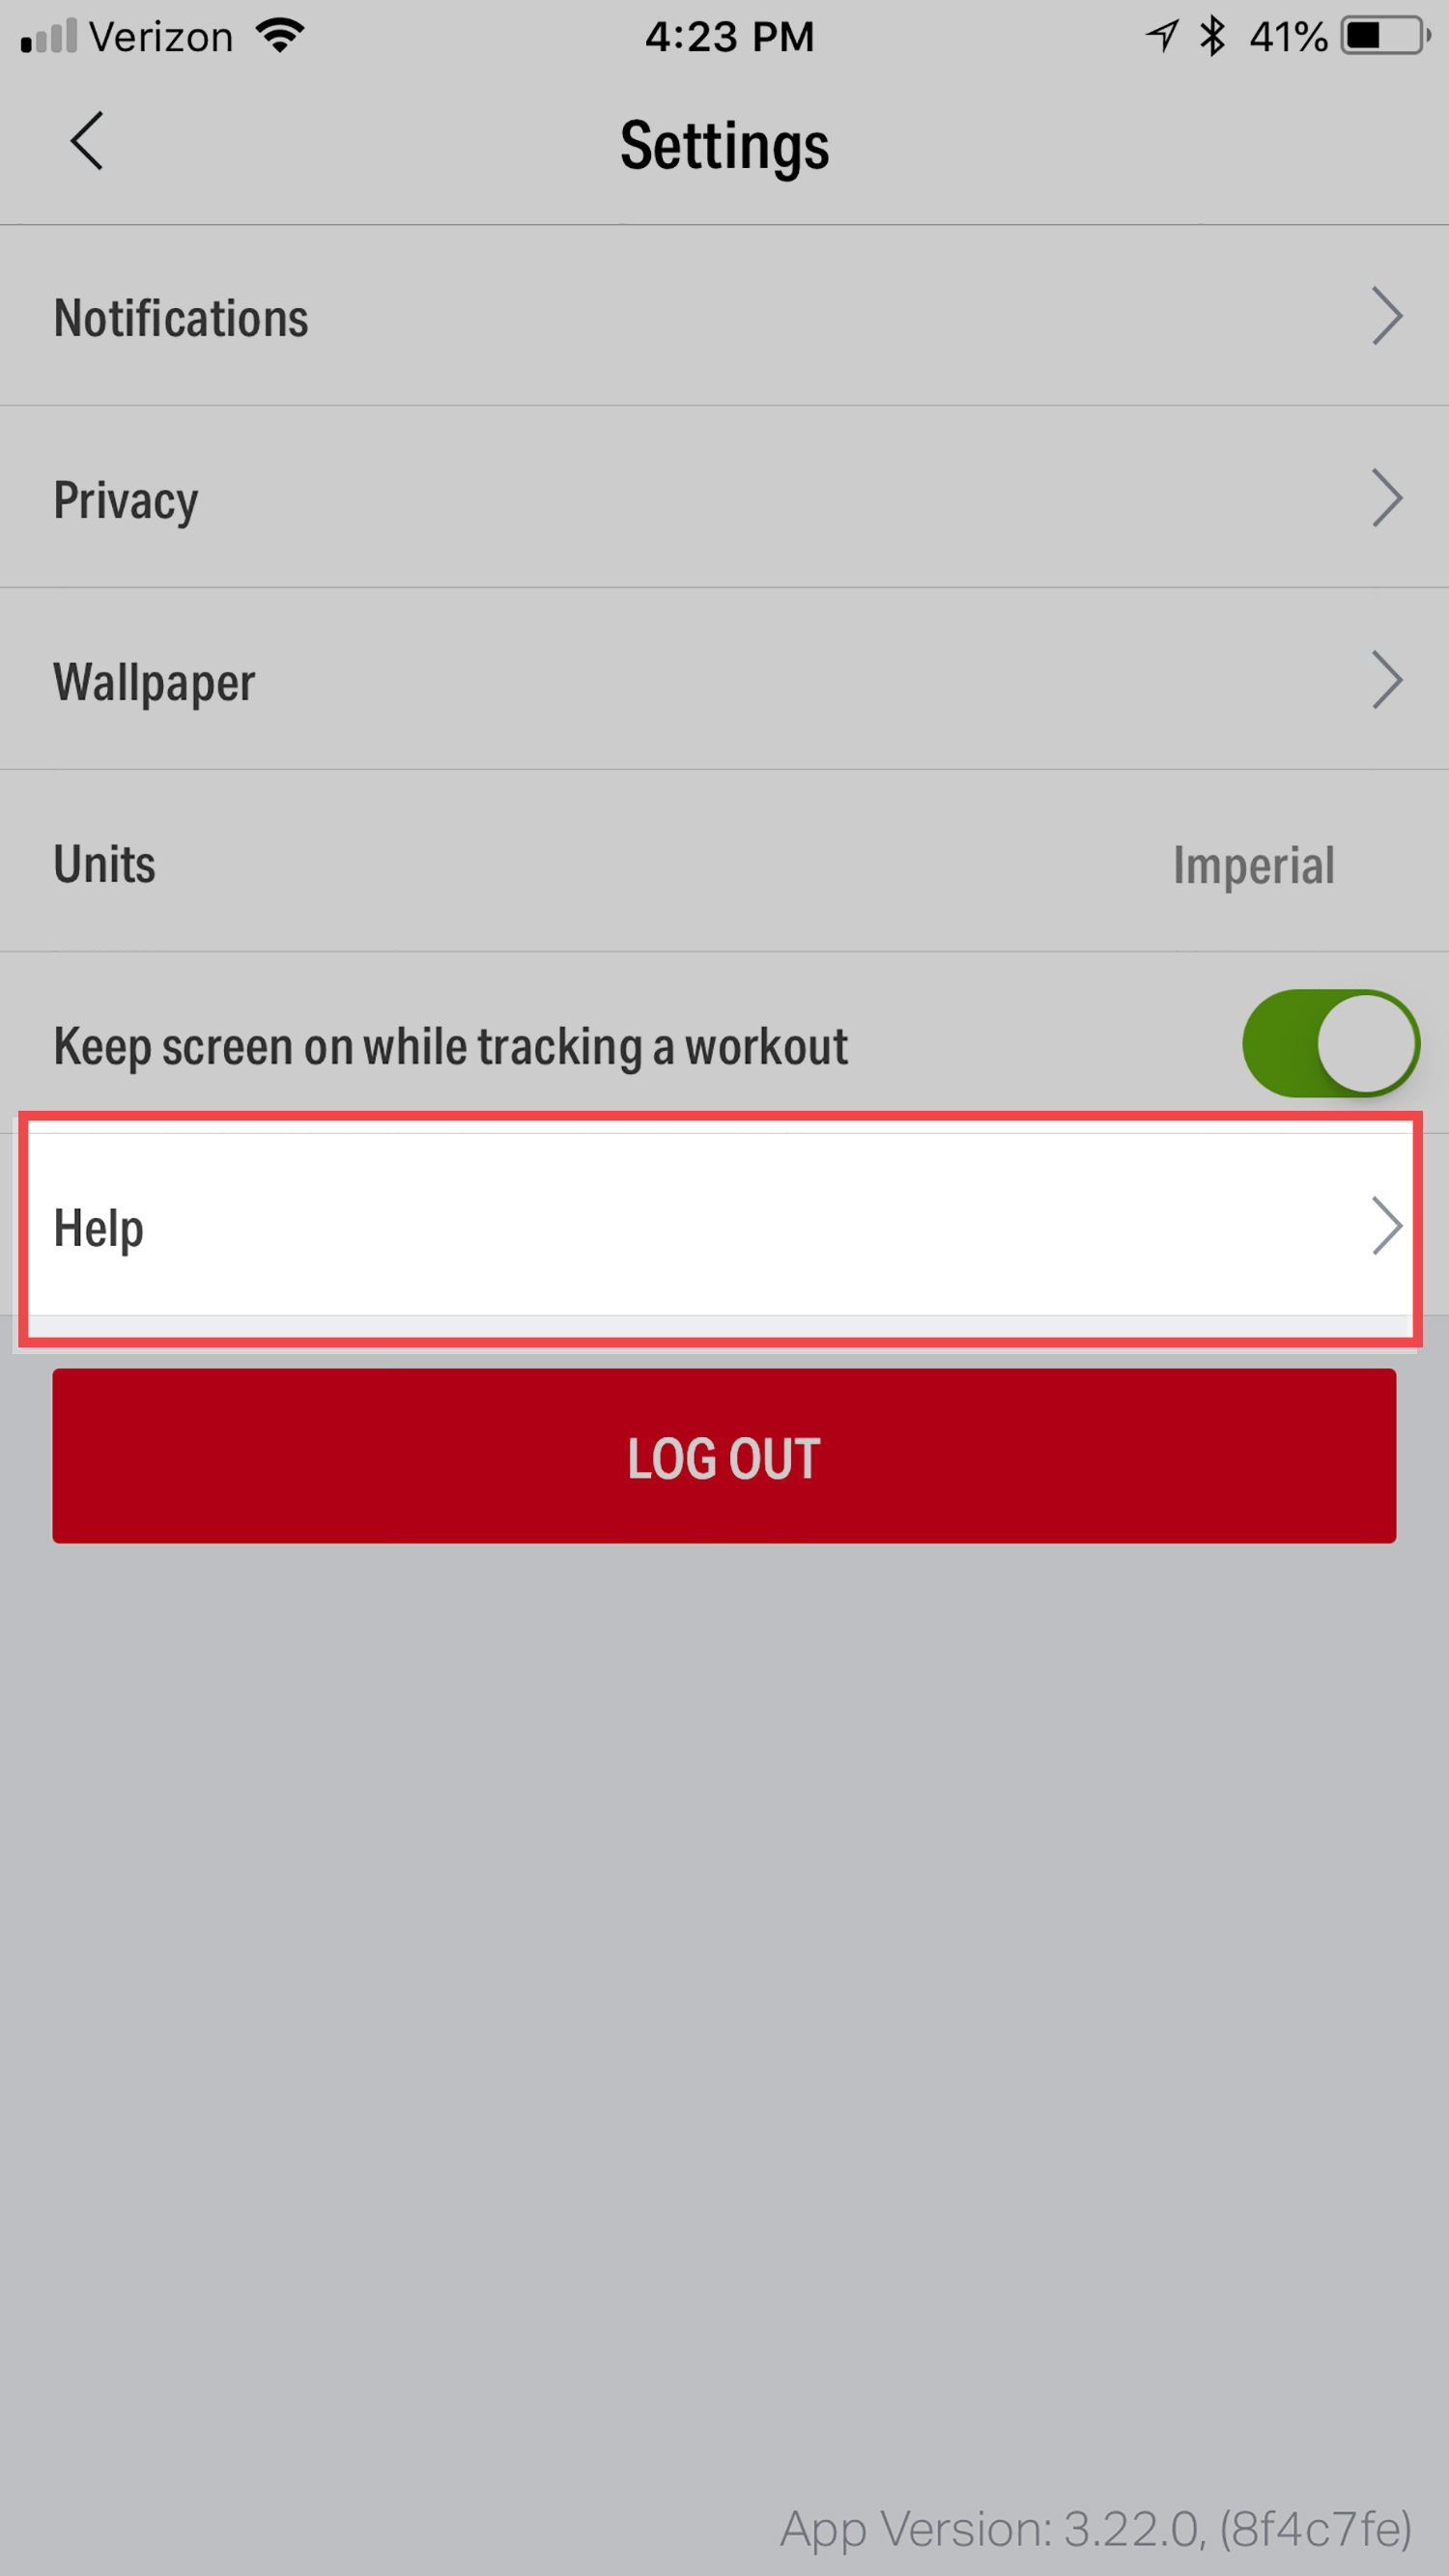 Verizon 4:23 PM 41%
Settings
Notifications
Privacy
Wallpaper
Units Imperial
Keep screen on while tracking a workout
Help
LOG OUT
App Version: 3.22.0, (8f4c7fe)